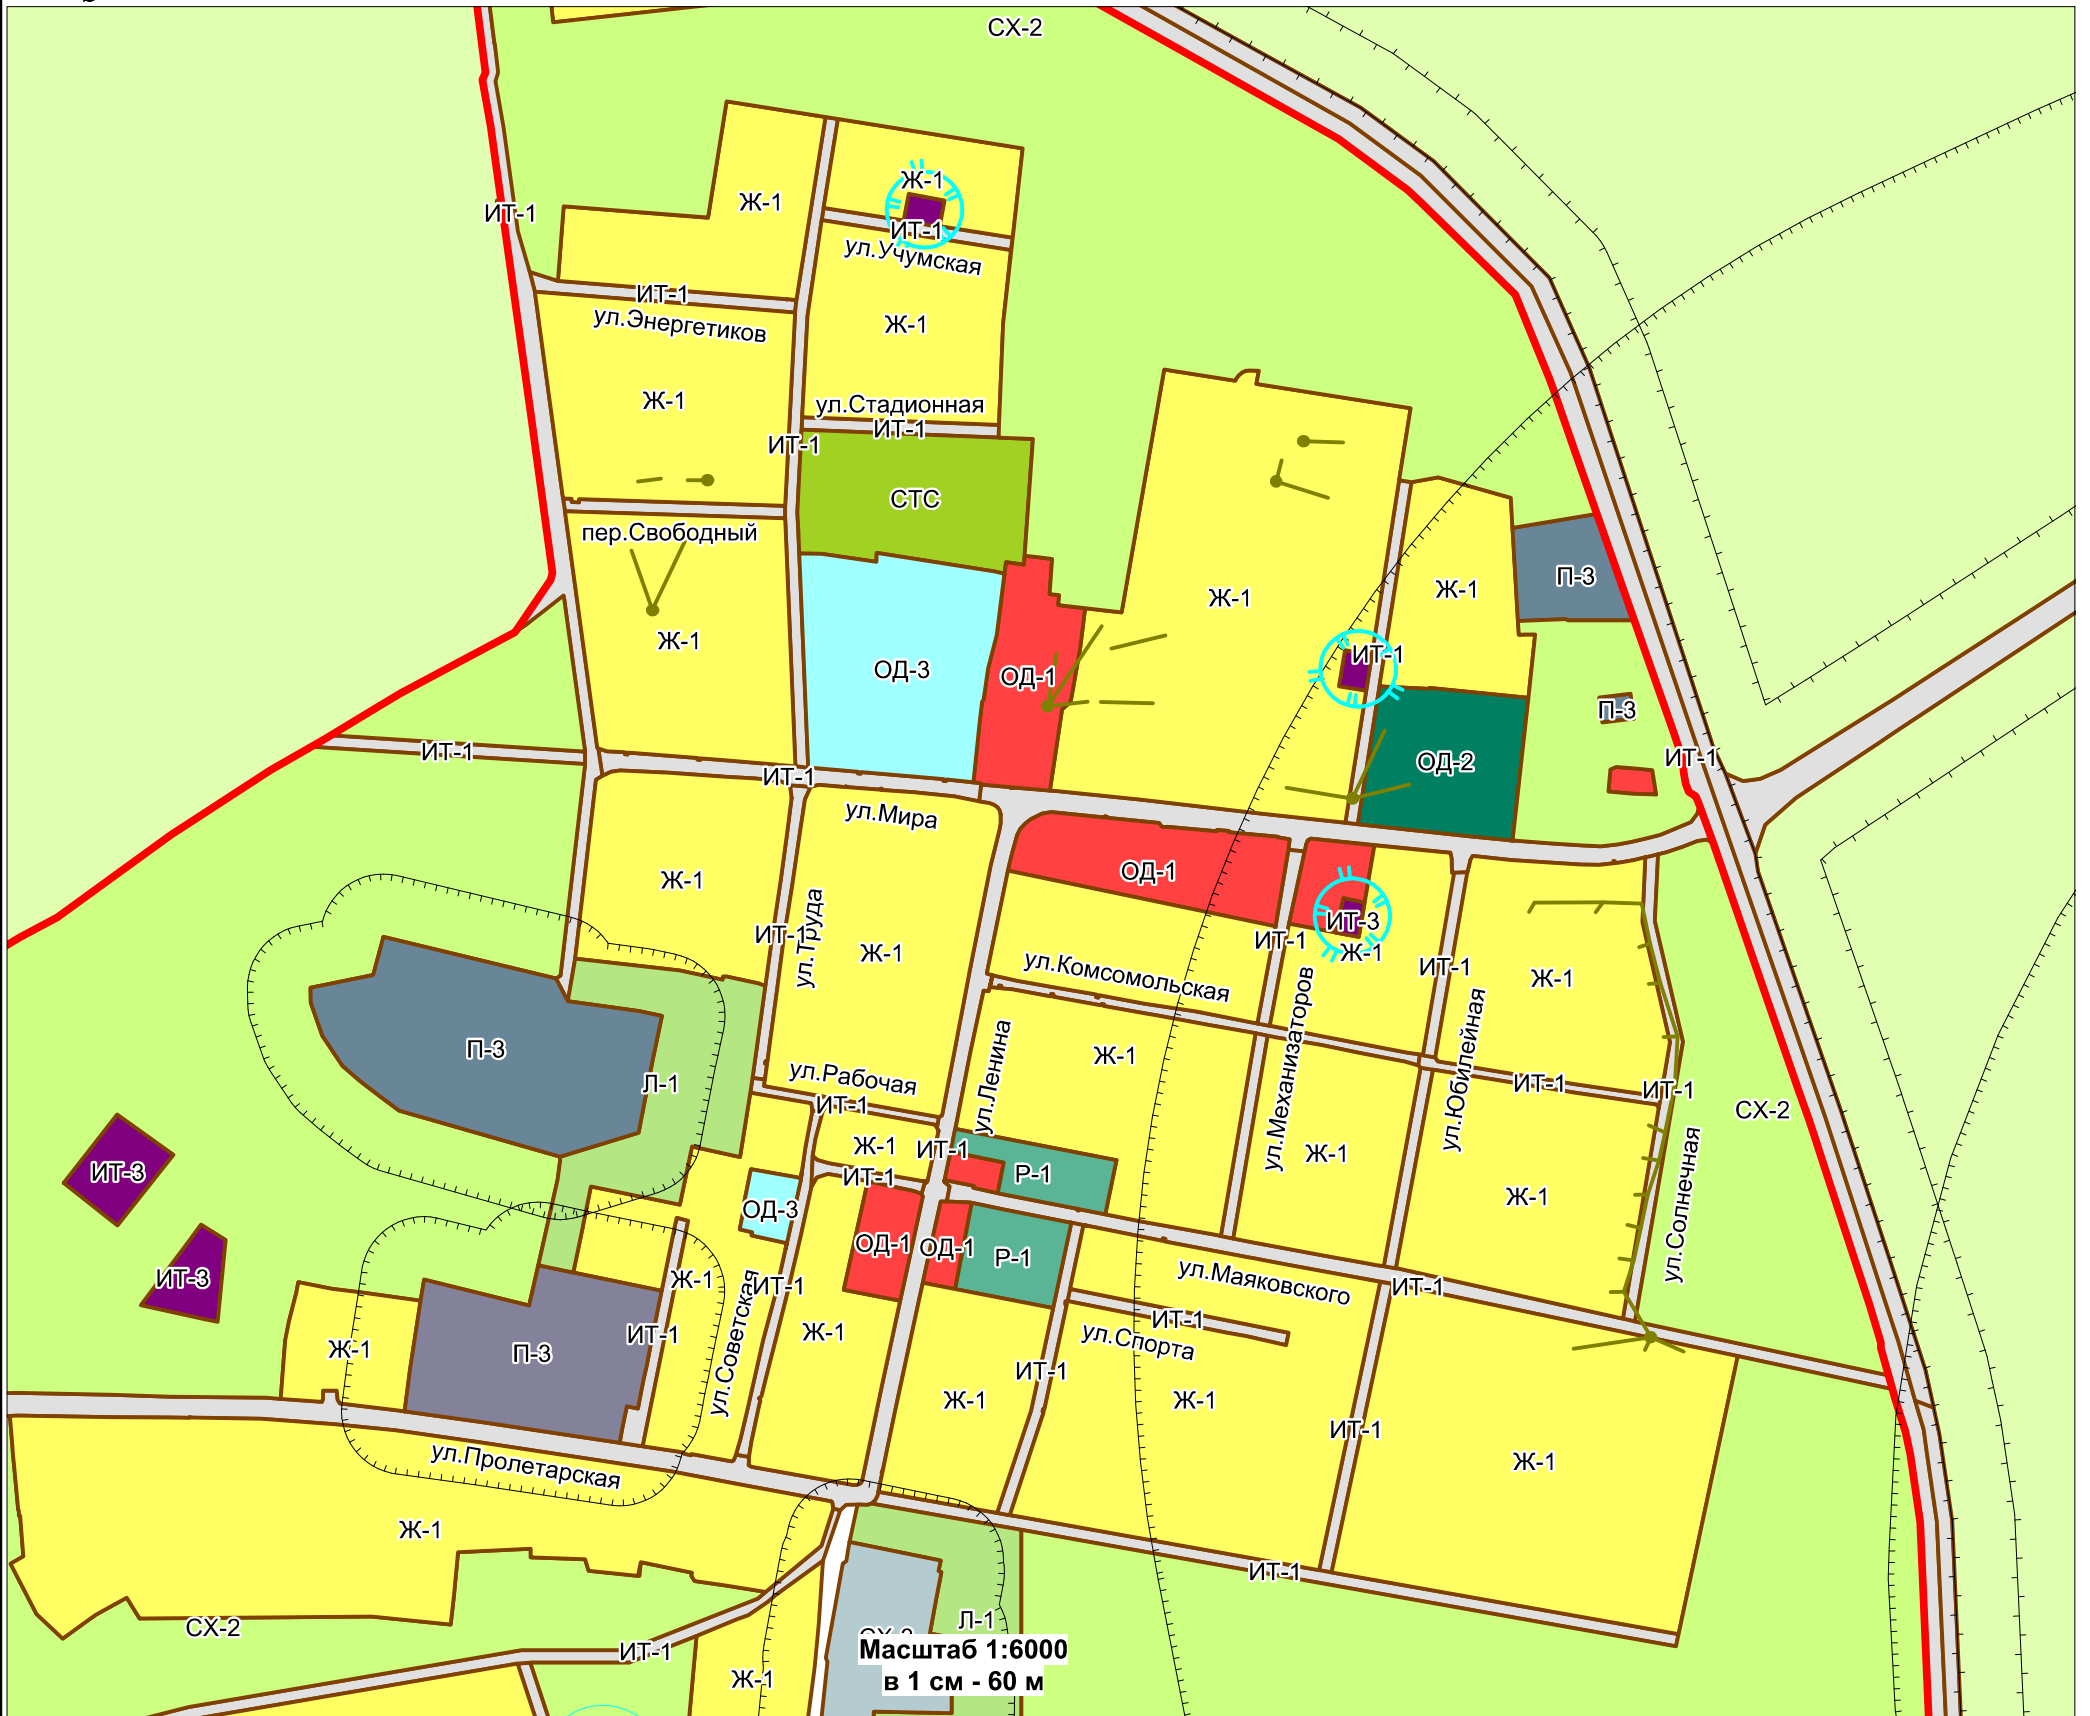 СХ-2
Ж-1
Ж-1
ИТ-1
ИТ-1
ул.Учумская
ИТ-1
ул.Энергетиков
Ж-1
Ж-1
ул.Стадионная
ИТ-1
ИТ-1
СТС
пер.Свободный
П-3
Ж-1
Ж-1
Ж-1
ИТ-1
ОД-3
ОД-1
П-3
ИТ-1
ИТ-1
ИТ-1
ОД-2
ул.Мира
Ж-1
ОД-1
ИТ-3
ИТ-1
ул.Труда
Ж-1
ИТ-1
Ж-1
ИТ-1
Ж-1
ул.Комсомольская
П-3
ул.Ленина
Ж-1
ул.Механизаторов
ул.Юбилейная
Л-1
ул.Рабочая
ИТ-1
ИТ-1
ИТ-1
СХ-2
Ж-1
ИТ-1
Ж-1
ИТ-3
ИТ-1
Р-1
Ж-1
ул.Солнечная
ОД-3
ОД-1
ОД-1
Р-1
ИТ-3
Ж-1
ИТ-1
ул.Маяковского
ИТ-1
ул.Советская
ИТ-1
ИТ-1
ул.Спорта
Ж-1
П-3
Ж-1
ИТ-1
Ж-1
Ж-1
ИТ-1
Ж-1
ул.Пролетарская
Ж-1
ИТ-1
СХ-2
Л-1
ИТ-1
Масштаб 1:6000
в 1 см - 60 м
Ж-1